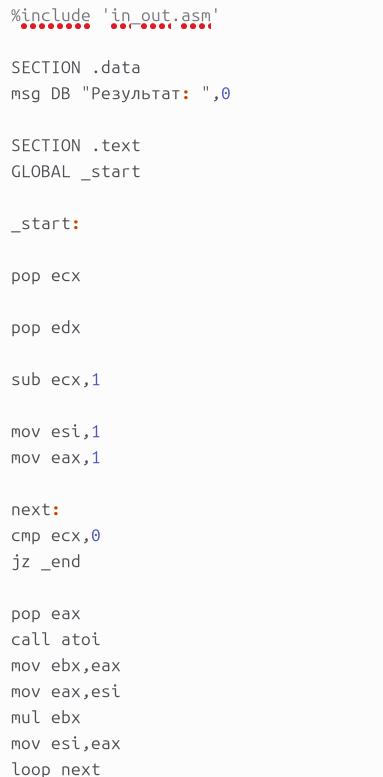 %include 'in_out.asm'
SECTION .data
msg DB "Результат: ",0
SECTION .text
GLOBAL _start
_start:
pop ecx
pop edx
sub ecx,1
mov esi,1
mov eax,1
next:
cmp ecx,0
jz _end
pop eax
call atoi
mov ebx,eax
mov eax,esi
mul ebx
mov esi,eax
loop next